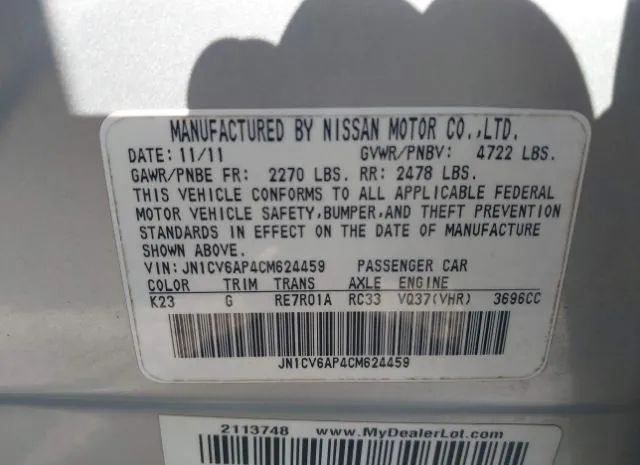 MANUFACTURED BY NISSAN MOTOR CO.,LTD.
DATE: 11/11 GVWR/PNBV: 4722 LBS.
GAWR/PNBE FR: 2270 LBS. RR: 2478 LBS.
THIS VEHICLE CONFORMS TO ALL APPLICABLE FEDERAL
MOTOR VEHICLE SAFETY,BUMPER,AND THEFT PREVENTION
STANDARDS IN EFFECT ON THE DATE OF MANUFACTURE
SHOWN ABOVE.
VIN: JN1CV6AP4CM624459 PASSENGER CAR
COLOR TRIM TRANS AXLE ENGINE
K23 G RE7R01A RC33 VQ37(VHR) 3696CC
JN1CV6AP4CM624459
2113748 www.MyDealerLot.com